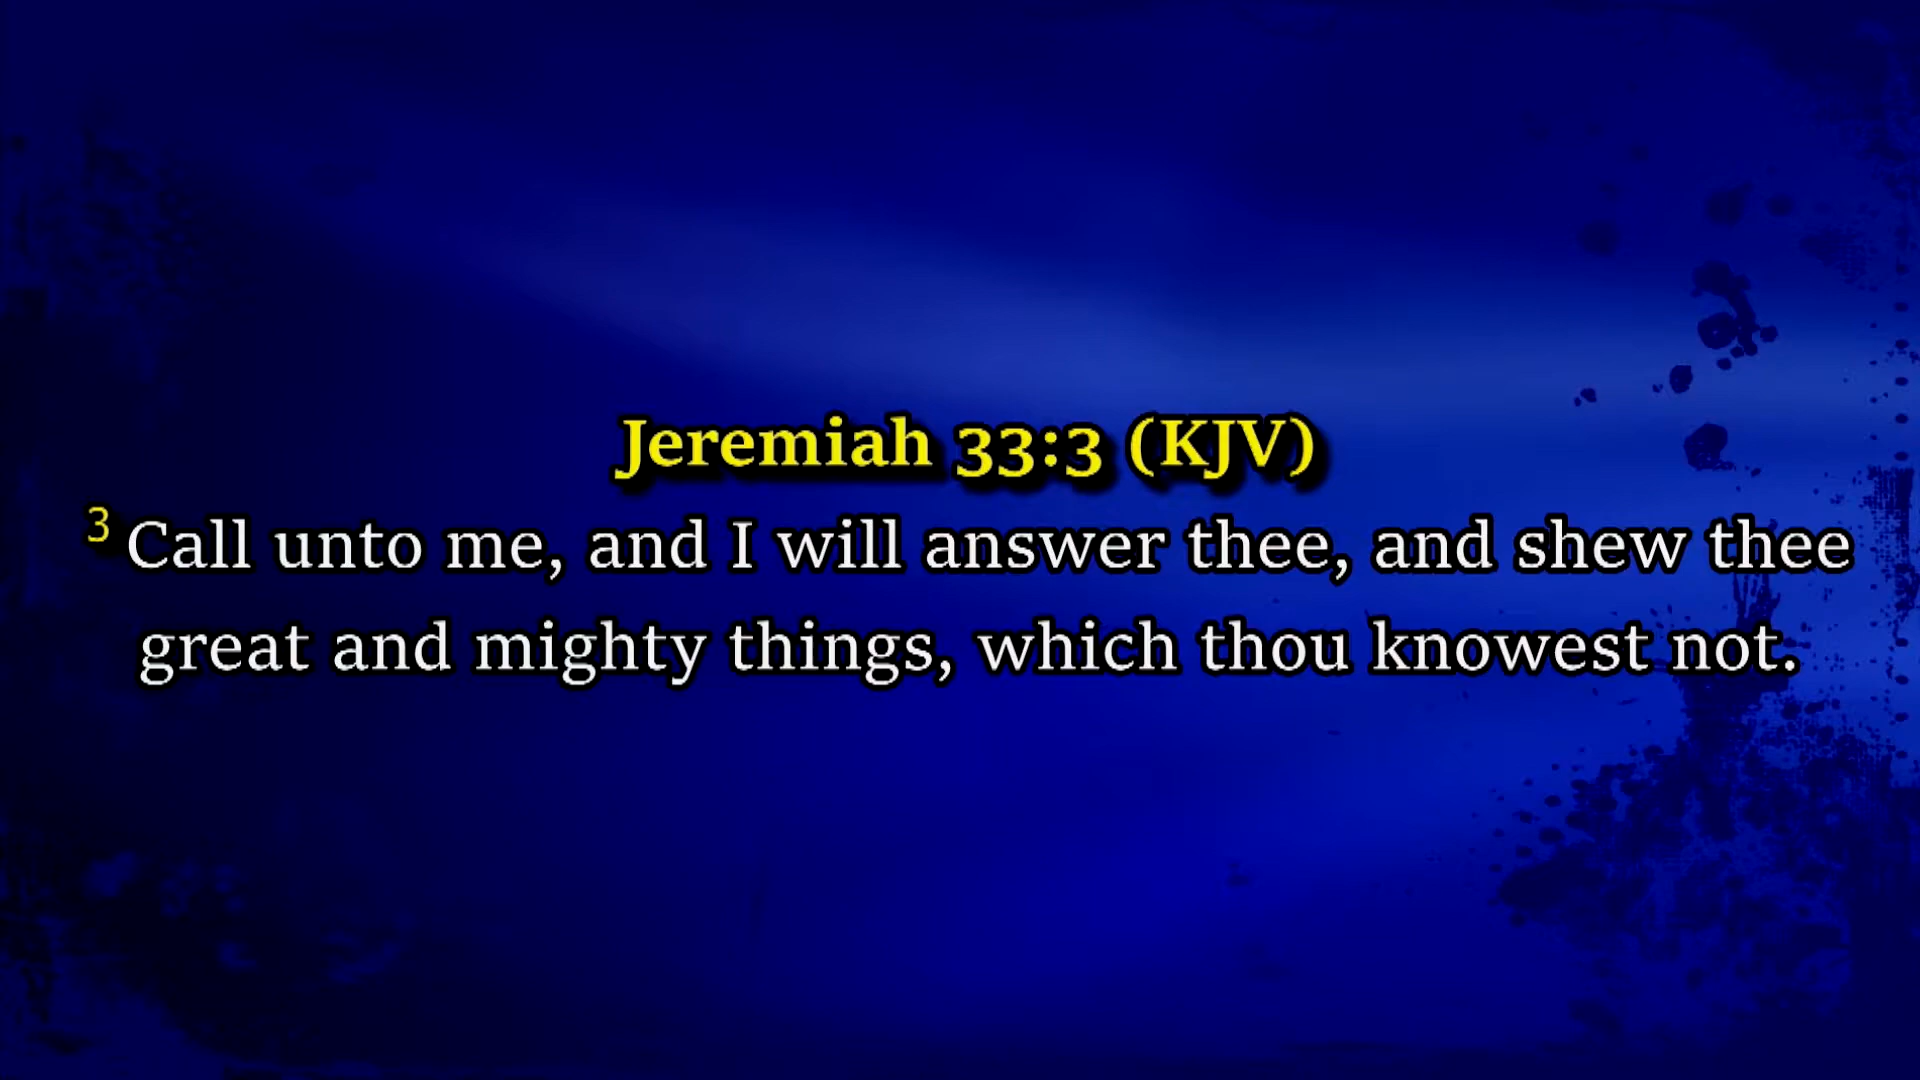 Jeremiah 33:3 (KJV)
3 Call unto me, and I will answer thee, and shew thee
great and mighty things, which thou knowest not.